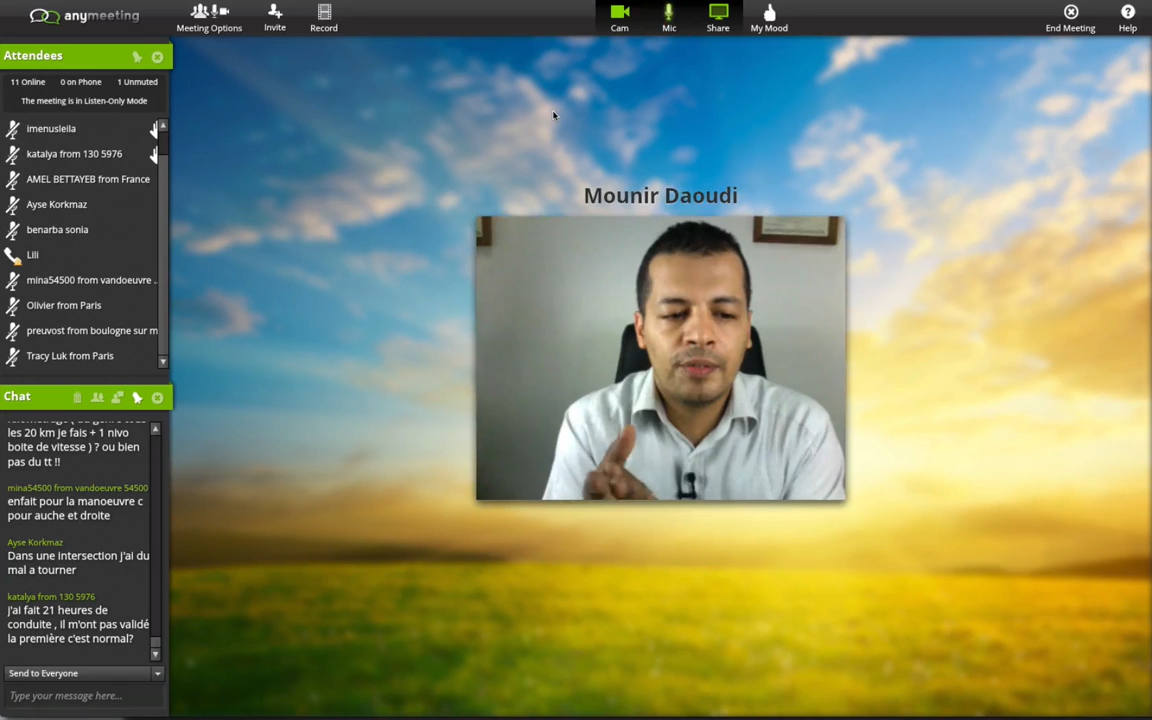 anymeeting
Meeting Options
Invite
Record
Cam
Mic
Share
My Mood
End Meeting
Help
Attendees
11 Online 0 on Phone 1 Unmuted
The meeting is in Listen-Only Mode
imenusleila
katalya from 130 5976
AMEL BETTAYEB from France
Ayse Korkmaz
benarba sonia
Lili
mina54500 from vandoeuvre ..
Olivier from Paris
preuvost from boulogne sur m
Tracy Luk from Paris
Mounir Daoudi
Chat
les 20 km je fais + 1 nivo
boite de vitesse ) ? ou bien
pas du tt !!
mina54500 from vandoeuvre 54500
enfait pour la manoeuvre c
pour auche et droite
Ayse Korkmaz
Dans une intersection j'ai du
mal a tourner
katalya from 130 5976
j'ai fait 21 heures de
conduite , il m'ont pas validé
la première c'est normal?
Send to Everyone
Type your message here...